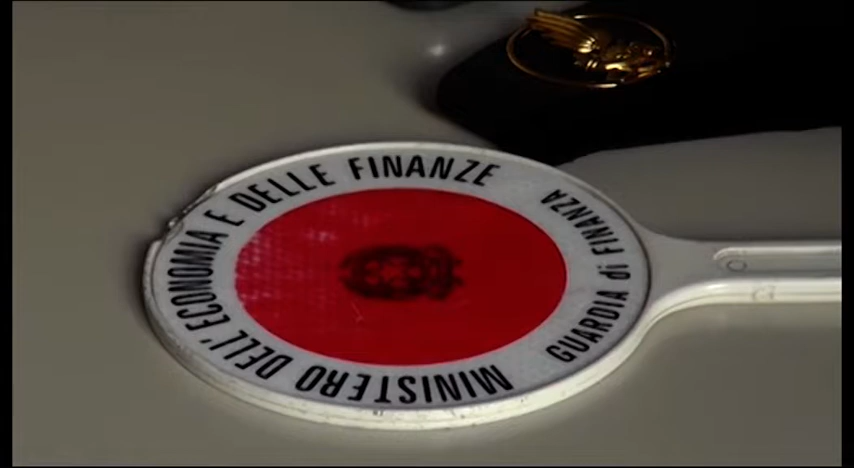 MINISTERO DELL'ECONOMIA E DELLE FINANZE
GUARDIA di FINANZA